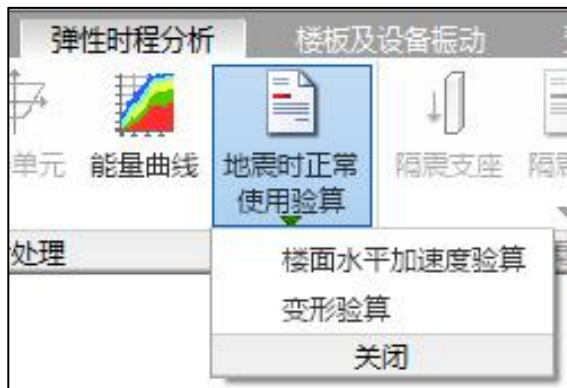 弹性时程分析 楼板及设备振动
单元 能量曲线 地震时正常 隔震支座 隔震
使用验算
处理
楼面水平加速度验算
变形验算
关闭